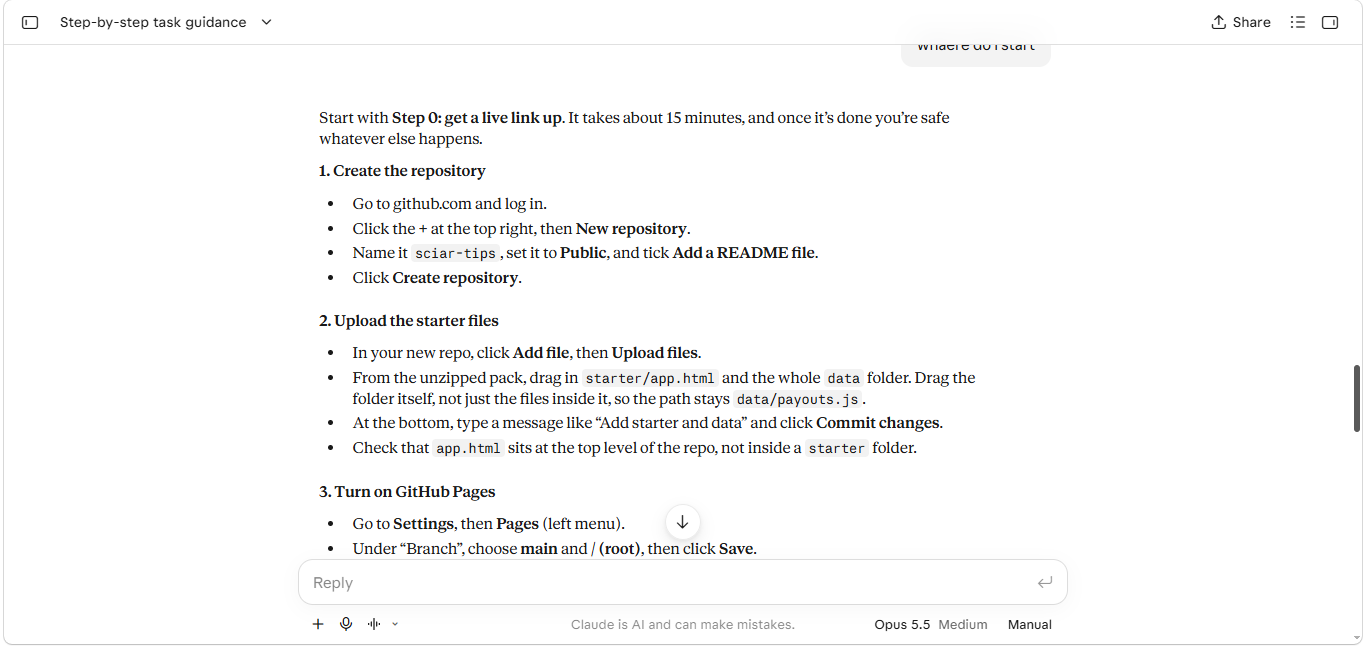 Step-by-step task guidance
Share
whaere do i start
Start with Step 0: get a live link up. It takes about 15 minutes, and once it’s done you’re safe
whatever else happens.
1. Create the repository
• Go to github.com and log in.
• Click the + at the top right, then New repository.
• Name it sciar-tips, set it to Public, and tick Add a README file.
• Click Create repository.
2. Upload the starter files
• In your new repo, click Add file, then Upload files.
• From the unzipped pack, drag in starter/app.html and the whole data folder. Drag the
folder itself, not just the files inside it, so the path stays data/payouts.js.
• At the bottom, type a message like “Add starter and data” and click Commit changes.
• Check that app.html sits at the top level of the repo, not inside a starter folder.
3. Turn on GitHub Pages
• Go to Settings, then Pages (left menu).
• Under “Branch”, choose main and / (root), then click Save.
Reply
Claude is AI and can make mistakes.
Opus 5.5 Medium
Manual